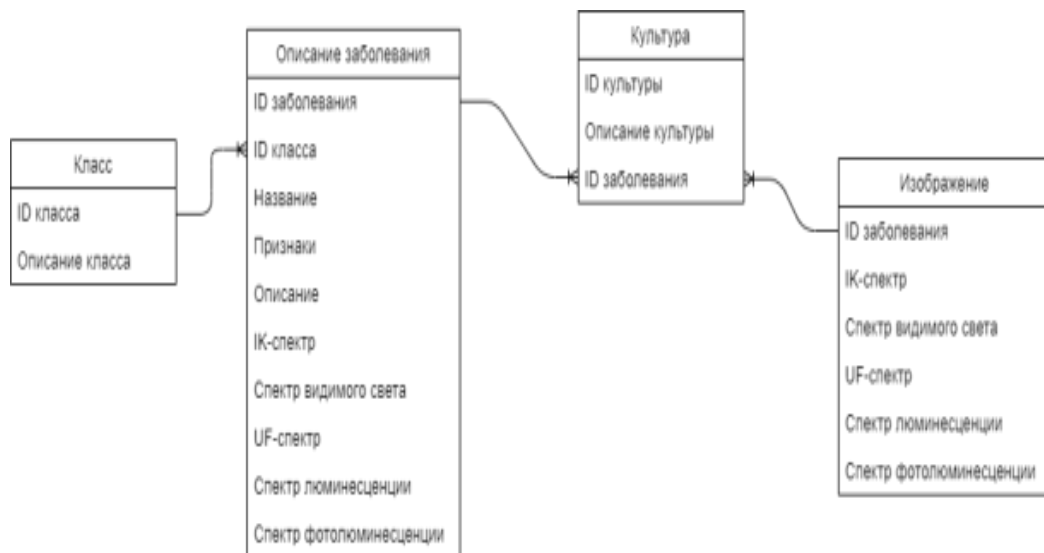 Класс
ID класса
Описание класса
Описание заболевания
ID заболевания
ID класса
Название
Признаки
Описание
IK-спектр
Спектр видимого света
UF-спектр
Спектр люминесценции
Спектр фотолюминесценции
Культура
ID культуры
Описание культуры
ID заболевания
Изображение
ID заболевания
IK-спектр
Спектр видимого света
UF-спектр
Спектр люминесценции
Спектр фотолюминесценции